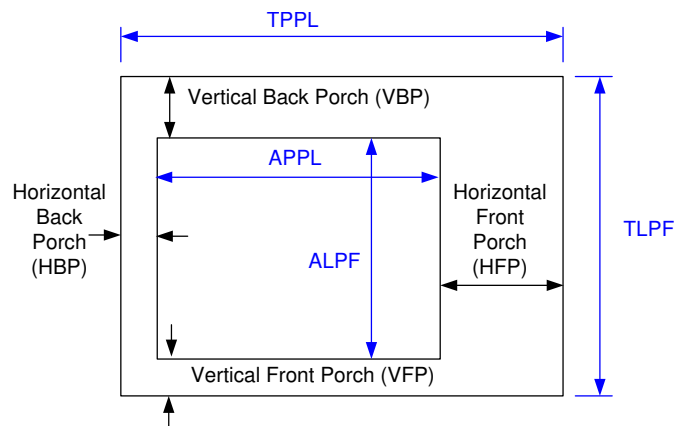 TPPL
Vertical Back Porch (VBP)
APPL
Horizontal
Back
Porch
(HBP)
Horizontal
Front
Porch
(HFP)
TLPF
ALPF
Vertical Front Porch (VFP)